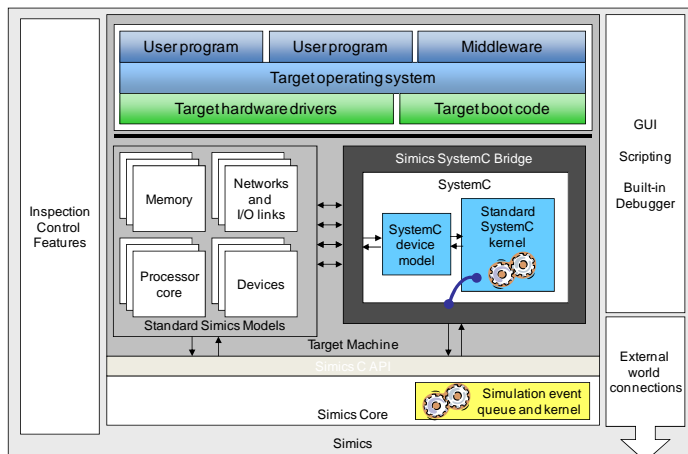 User program
User program
Middleware
Target operating system
Target hardware drivers
Target boot code
Inspection
Control
Features
GUI
Scripting
Built-in
Debugger
Memory
Networks
and
I/O links
Processor
core
Devices
Standard Simics Models
Simics SystemC Bridge
SystemC
SystemC
device
model
Standard
SystemC
kernel
Target Machine
Simics C API
Simulation event
queue and kernel
Simics Core
External
world
connections
Simics